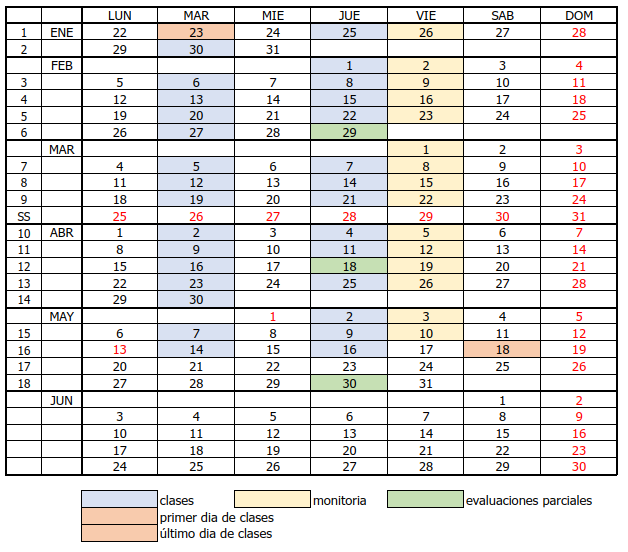 LUN MAR MIE JUE VIE SAB DOM
1 ENE 22 23 24 25 26 27 28
2 29 30 31
FEB 1 2 3 4
3 5 6 7 8 9 10 11
4 12 13 14 15 16 17 18
5 19 20 21 22 23 24 25
6 26 27 28 29
MAR 1 2 3
7 4 5 6 7 8 9 10
8 11 12 13 14 15 16 17
9 18 19 20 21 22 23 24
SS 25 26 27 28 29 30 31
10 ABR 1 2 3 4 5 6 7
11 8 9 10 11 12 13 14
12 15 16 17 18 19 20 21
13 22 23 24 25 26 27 28
14 29 30
MAY 1 2 3 4 5
15 6 7 8 9 10 11 12
16 13 14 15 16 17 18 19
17 20 21 22 23 24 25 26
18 27 28 29 30 31
JUN 1 2
3 4 5 6 7 8 9
10 11 12 13 14 15 16
17 18 19 20 21 22 23
24 25 26 27 28 29 30
clases monitoria evaluaciones parciales
primer dia de clases
último dia de clases